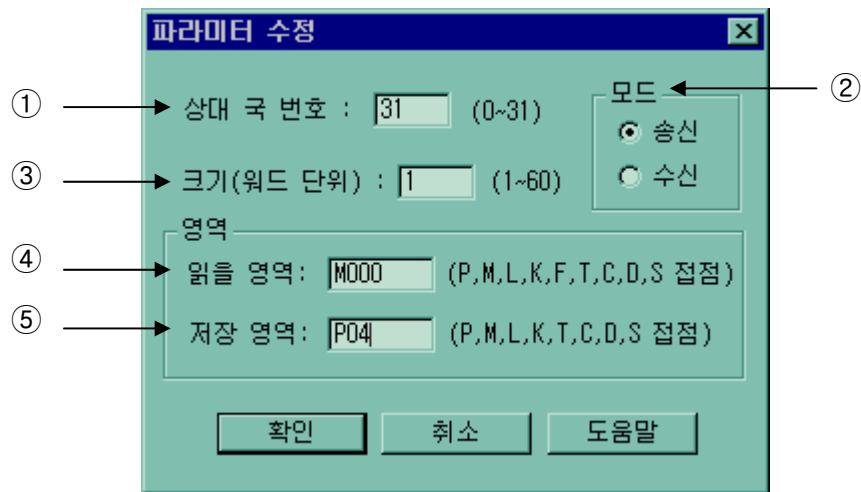 파라미터 수정
① 상대 국 번호 : 31 (0~31)
모드 ②
송신
수신
③ 크기(워드 단위) : 1 (1~60)
영역
④ 읽을 영역: M000 (P,M,L,K,F,T,C,D,S 접점)
⑤ 저장 영역: P04 (P,M,L,K,T,C,D,S 접점)
확인 취소 도움말